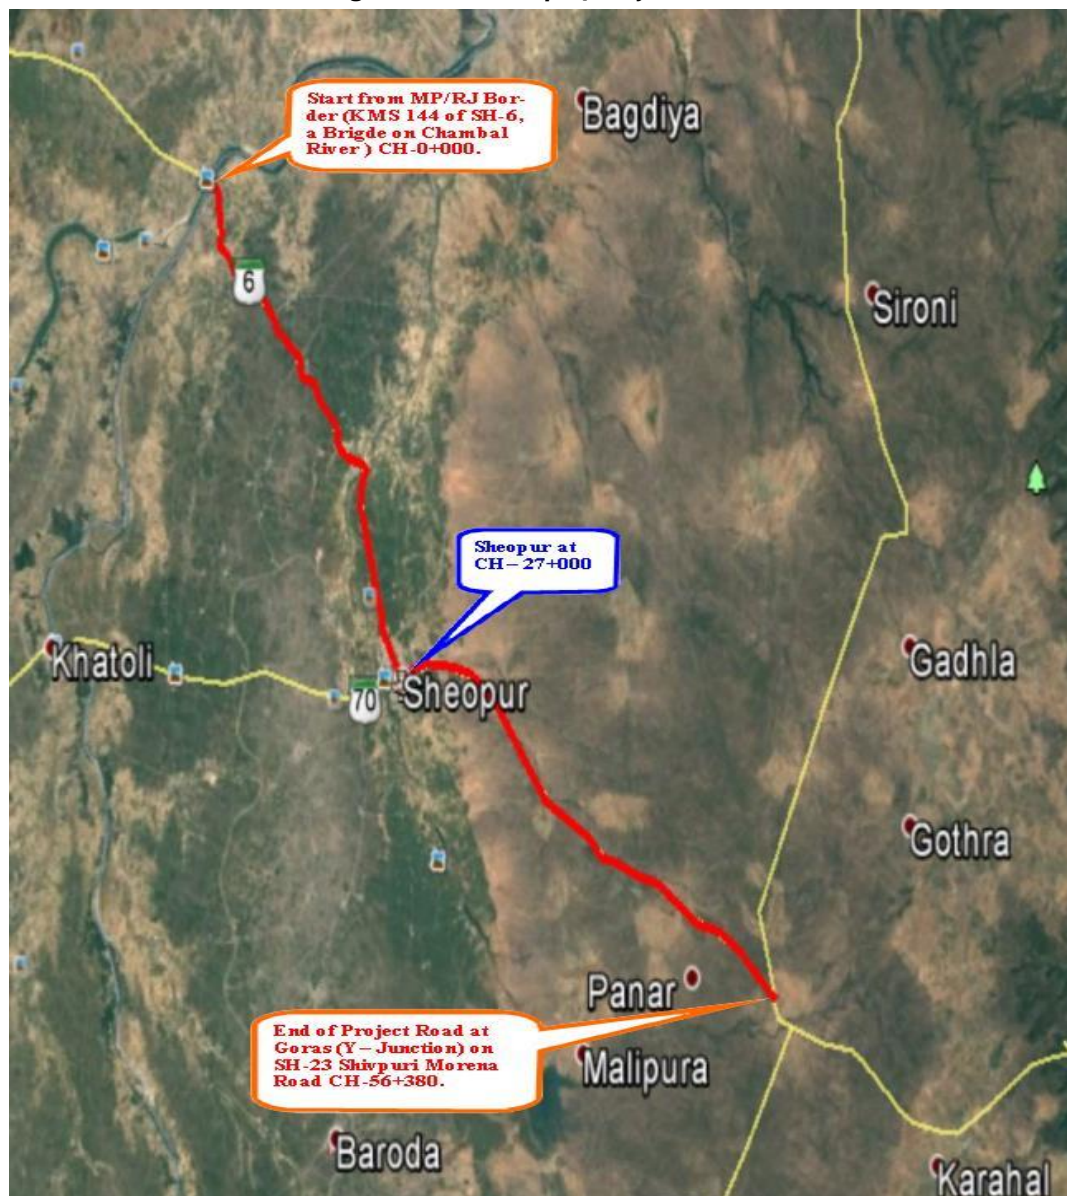 Start from MP/RJ Bor-
der (KMS 144 of SH-6,
a Brigde on Chambal
River ) CH-0+000.
Bagdiya
6
Sironi
Sheopur at
CH – 27+000
Khatoli
Gadhla
70
Sheopur
Gothra
Panar
End of Project Road at
Goras (Y – Junction) on
SH-23 Shivpuri Morena
Road CH-56+380.
Malipura
Baroda
Karahal